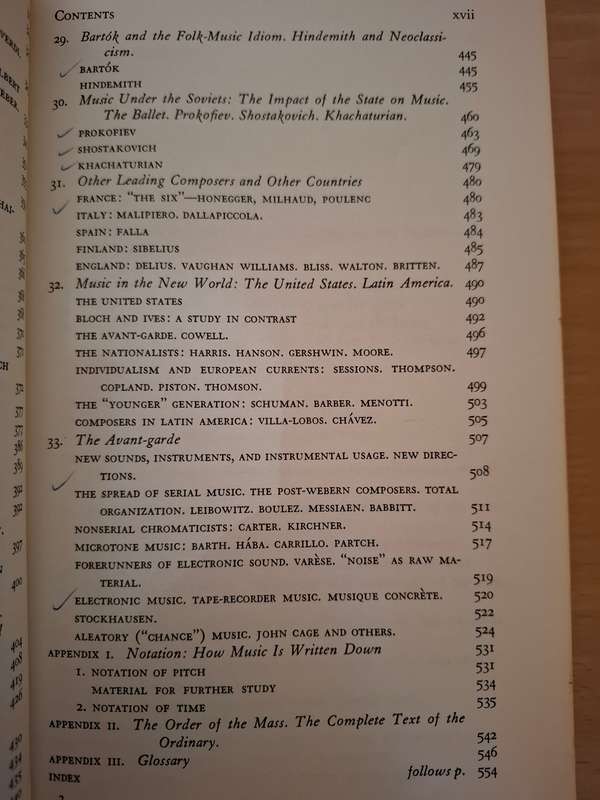 CONTENTS xvii
29. Bartók and the Folk-Music Idiom. Hindemith and Neoclassi-
cism. 445
BARTÓK 445
HINDEMITH 455
30. Music Under the Soviets: The Impact of the State on Music.
The Ballet. Prokofiev. Shostakovich. Khachaturian. 460
PROKOFIEV 463
SHOSTAKOVICH 469
KHACHATURIAN 479
31. Other Leading Composers and Other Countries 480
FRANCE: "THE SIX"—HONEGGER, MILHAUD, POULENC 480
ITALY: MALIPIERO. DALLAPICCOLA. 483
SPAIN: FALLA 484
FINLAND: SIBELIUS 485
ENGLAND: DELIUS. VAUGHAN WILLIAMS. BLISS. WALTON. BRITTEN. 487
32. Music in the New World: The United States. Latin America. 490
THE UNITED STATES 490
BLOCH AND IVES: A STUDY IN CONTRAST 492
THE AVANT-GARDE. COWELL. 496
THE NATIONALISTS: HARRIS. HANSON. GERSHWIN. MOORE. 497
INDIVIDUALISM AND EUROPEAN CURRENTS: SESSIONS. THOMPSON.
COPLAND. PISTON. THOMSON. 499
THE "YOUNGER" GENERATION: SCHUMAN. BARBER. MENOTTI. 503
COMPOSERS IN LATIN AMERICA: VILLA-LOBOS. CHÁVEZ. 505
33. The Avant-garde 507
NEW SOUNDS, INSTRUMENTS, AND INSTRUMENTAL USAGE. NEW DIREC-
TIONS. 508
THE SPREAD OF SERIAL MUSIC. THE POST-WEBERN COMPOSERS. TOTAL
ORGANIZATION. LEIBOWITZ. BOULEZ. MESSIAEN. BABBITT. 511
NONSERIAL CHROMATICISTS: CARTER. KIRCHNER. 514
MICROTONE MUSIC: BARTH. HÁBA. CARRILLO. PARTCH. 517
FORERUNNERS OF ELECTRONIC SOUND. VARÈSE. "NOISE" AS RAW MA-
TERIAL. 519
ELECTRONIC MUSIC. TAPE-RECORDER MUSIC. MUSIQUE CONCRÈTE. 520
STOCKHAUSEN. 522
ALEATORY ("CHANCE") MUSIC. JOHN CAGE AND OTHERS. 524
APPENDIX I. Notation: How Music Is Written Down 531
1. NOTATION OF PITCH 531
MATERIAL FOR FURTHER STUDY 534
2. NOTATION OF TIME 535
APPENDIX II. The Order of the Mass. The Complete Text of the
Ordinary. 542
APPENDIX III. Glossary 546
INDEX follows p. 554